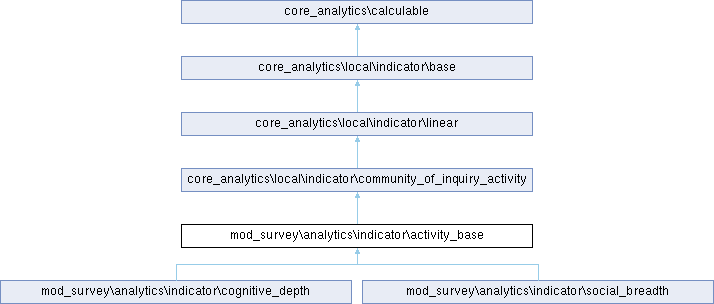 core_analytics\calculable
core_analytics\local\indicator\base
core_analytics\local\indicator\linear
core_analytics\local\indicator\community_of_inquiry_activity
mod_survey\analytics\indicator\activity_base
mod_survey\analytics\indicator\cognitive_depth
mod_survey\analytics\indicator\social_breadth